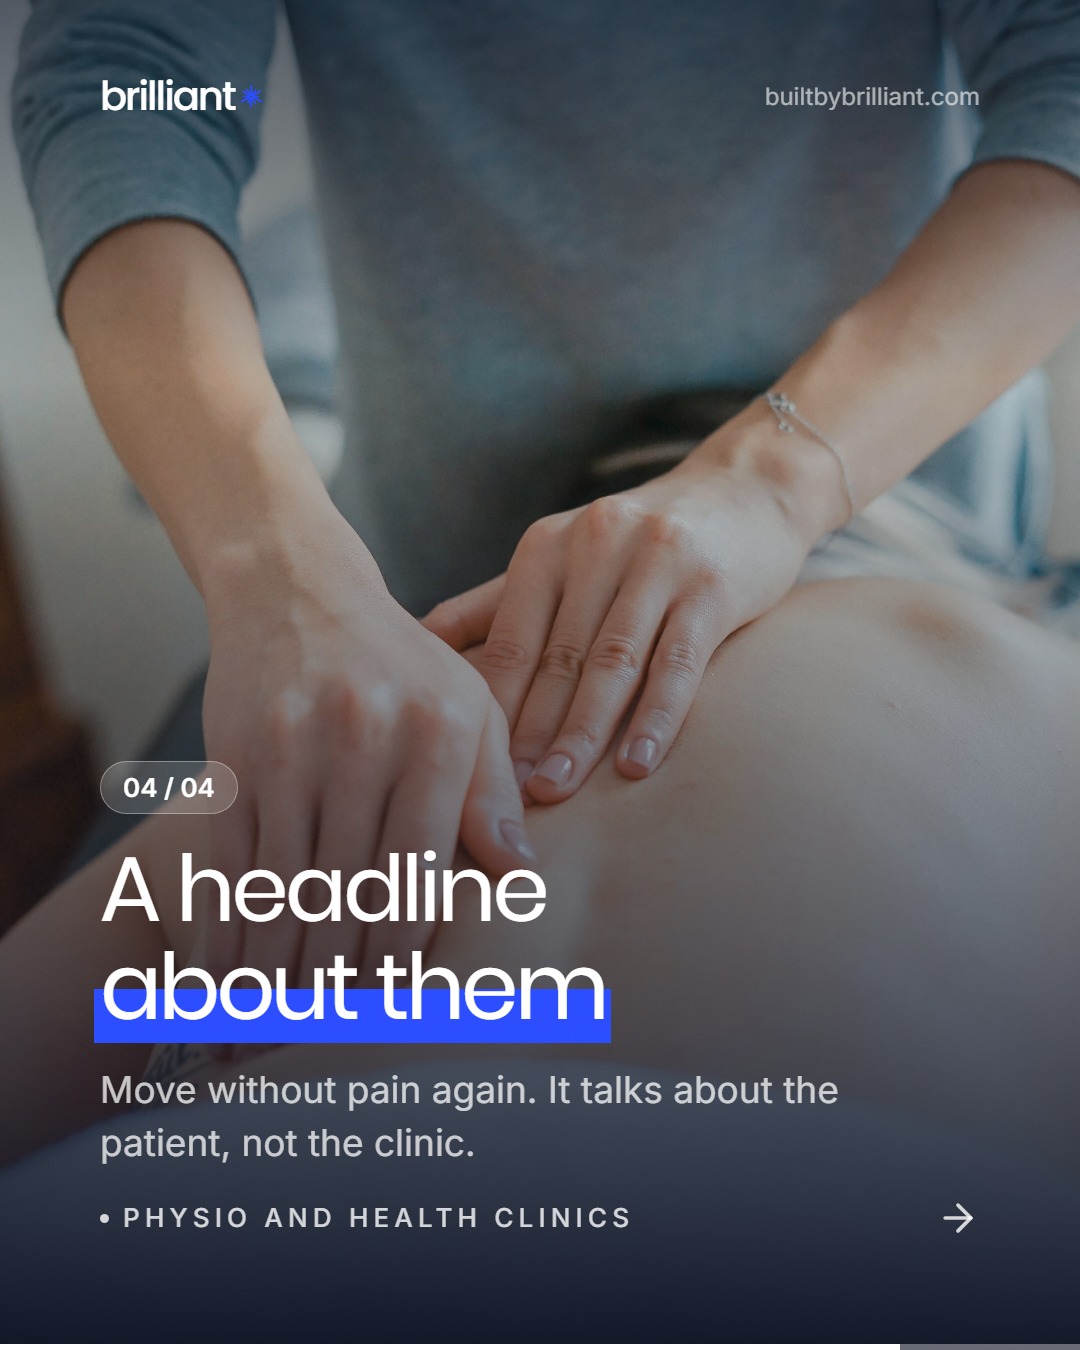 brilliant
builtbybrilliant.com
04 / 04
A headline
about them
Move without pain again. It talks about the
patient, not the clinic.
• PHYSIO AND HEALTH CLINICS